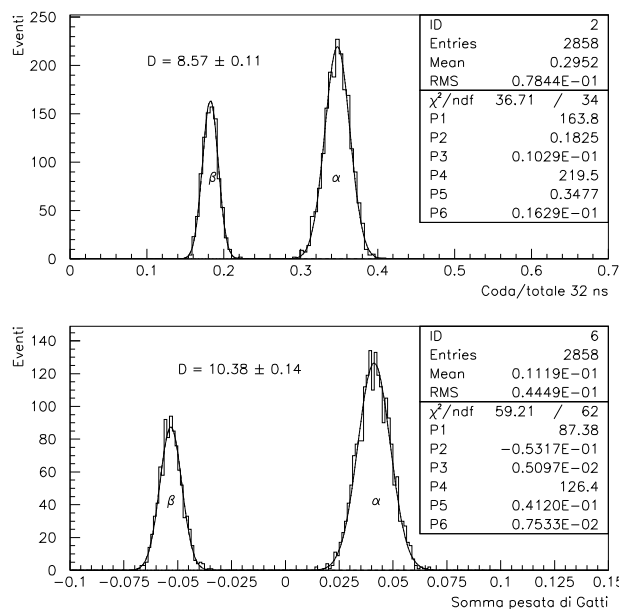 Eventi
250
200
150
100
50
0
D = 8.57 ± 0.11
β
α
ID 2
Entries 2858
Mean 0.2952
RMS 0.7844E-01
χ²/ndf 36.71 / 34
P1 163.8
P2 0.1825
P3 0.1029E-01
P4 219.5
P5 0.3477
P6 0.1629E-01
0 0.1 0.2 0.3 0.4 0.5 0.6 0.7
Coda/totale 32 ns
Eventi
140
120
100
80
60
40
20
0
D = 10.38 ± 0.14
β
α
ID 6
Entries 2858
Mean 0.1119E-01
RMS 0.4449E-01
χ²/ndf 59.21 / 62
P1 87.38
P2 -0.5317E-01
P3 0.5097E-02
P4 126.4
P5 0.4120E-01
P6 0.7533E-02
-0.1 -0.075 -0.05 -0.025 0 0.025 0.05 0.075 0.1 0.125 0.15
Somma pesata di Gatti